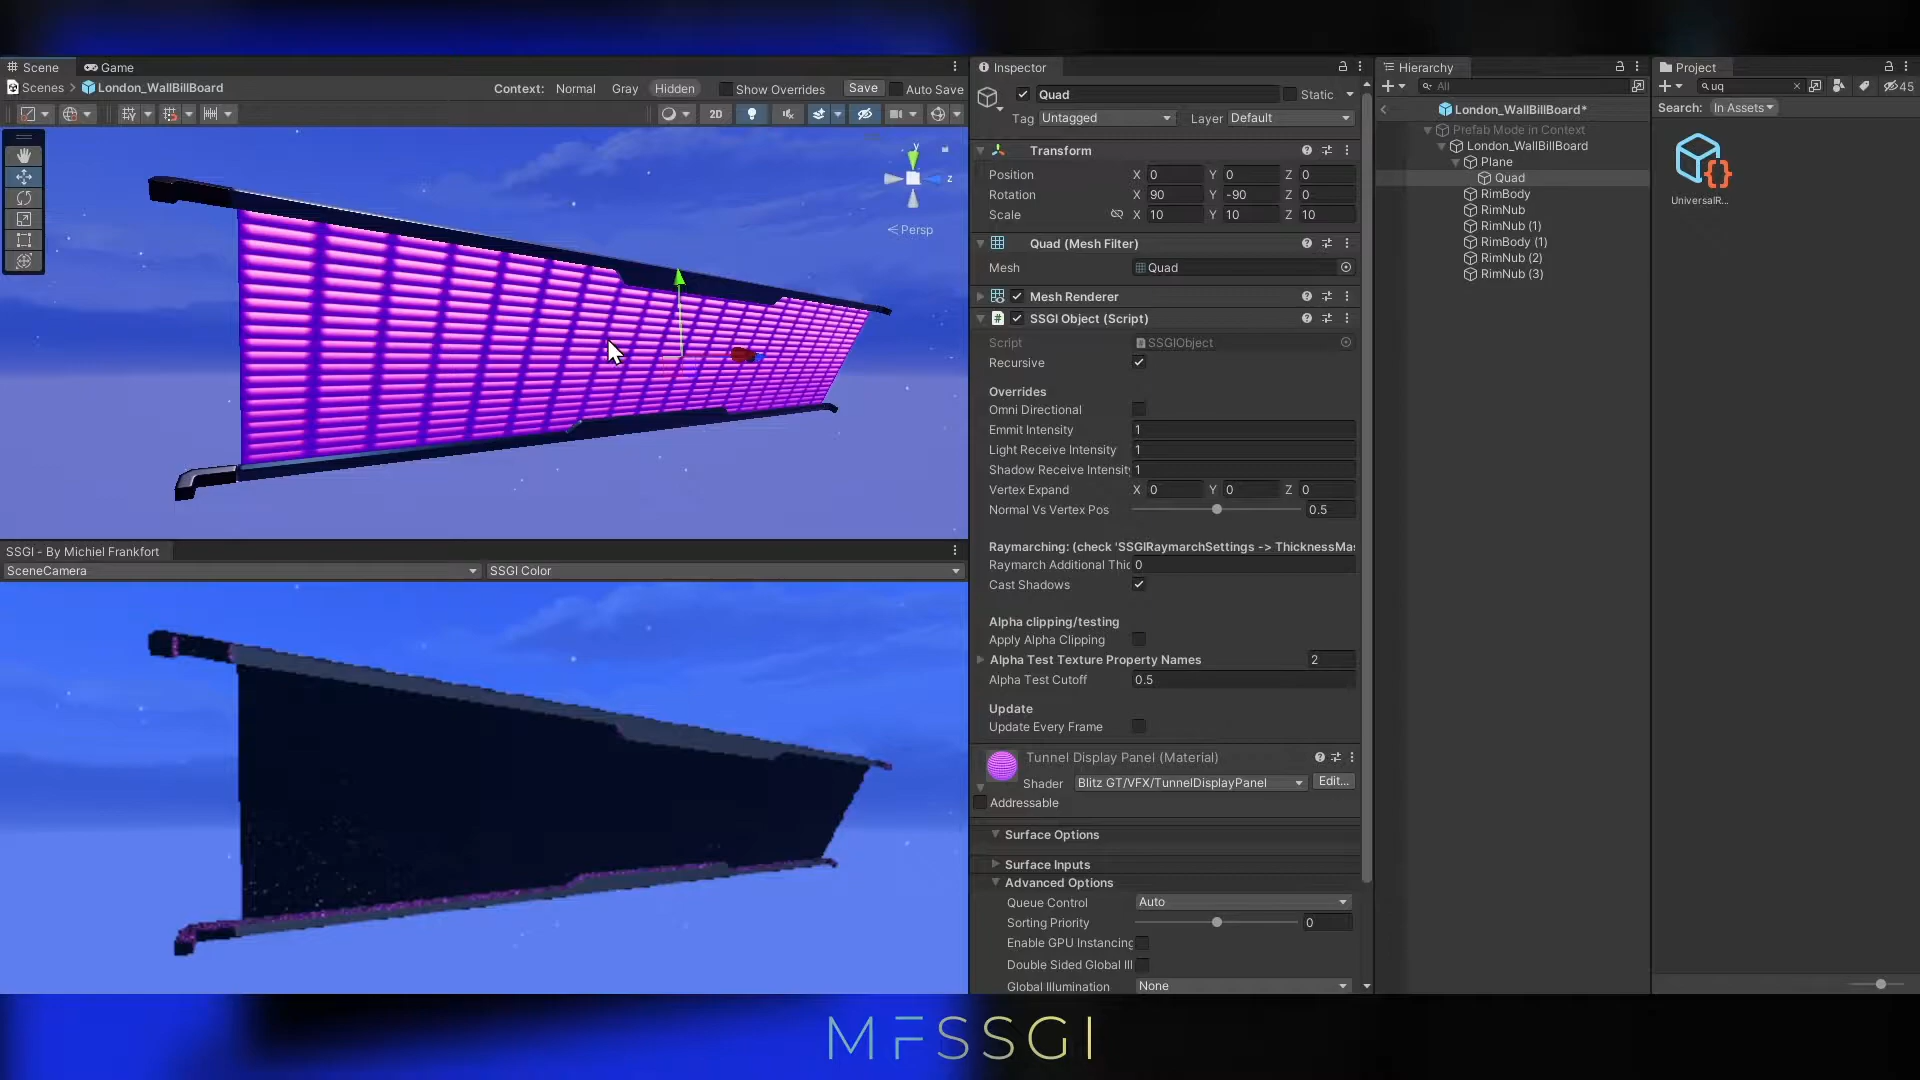 Scene
Game
Scenes
London_WallBillBoard
Context:
Normal
Gray
Hidden
Show Overrides
Save
Auto Save
2D
y
z
Persp
SSGI - By Michiel Frankfort
SceneCamera
SSGI Color
Inspector
Quad
Static
Tag
Untagged
Layer
Default
Transform
Position X 0 Y 0 Z 0
Rotation X 90 Y -90 Z 0
Scale X 10 Y 10 Z 10
Quad (Mesh Filter)
Mesh
Quad
Mesh Renderer
SSGI Object (Script)
Script
SSGIObject
Recursive
Overrides
Omni Directional
Emmit Intensity 1
Light Receive Intensity 1
Shadow Receive Intensity 1
Vertex Expand X 0 Y 0 Z 0
Normal Vs Vertex Pos 0.5
Raymarching: (check 'SSGIRaymarchSettings -> ThicknessMas
Raymarch Additional Thic 0
Cast Shadows
Alpha clipping/testing
Apply Alpha Clipping
Alpha Test Texture Property Names 2
Alpha Test Cutoff 0.5
Update
Update Every Frame
Tunnel Display Panel (Material)
Shader
Blitz GT/VFX/TunnelDisplayPanel
Edit...
Addressable
Surface Options
Surface Inputs
Advanced Options
Queue Control Auto
Sorting Priority 0
Enable GPU Instancing
Double Sided Global Ill
Global Illumination None
Hierarchy
All
London_WallBillBoard*
Prefab Mode in Context
London_WallBillBoard
Plane
Quad
RimBody
RimNub
RimNub (1)
RimBody (1)
RimNub (2)
RimNub (3)
Project
uq
45
Search:
In Assets
UniversalR...
MFSSGI